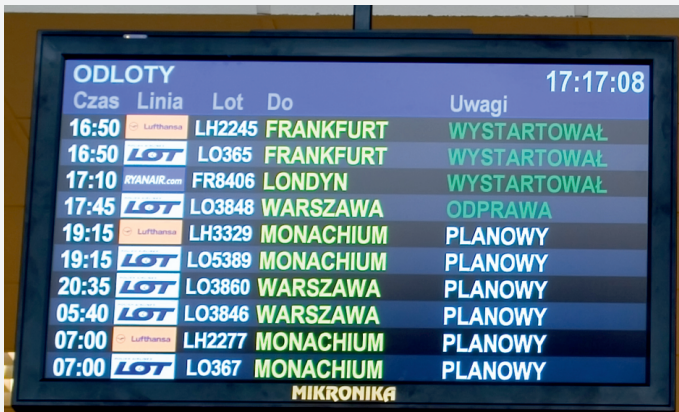 ODLOTY 17:17:08
Czas Linia Lot Do Uwagi
16:50 Lufthansa LH2245 FRANKFURT WYSTARTOWAŁ
16:50 LOT LO365 FRANKFURT WYSTARTOWAŁ
17:10 RYANAIR.com FR8406 LONDYN WYSTARTOWAŁ
17:45 LOT LO3848 WARSZAWA ODPRAWA
19:15 Lufthansa LH3329 MONACHIUM PLANOWY
19:15 LOT LO5389 MONACHIUM PLANOWY
20:35 LOT LO3860 WARSZAWA PLANOWY
05:40 LOT LO3846 WARSZAWA PLANOWY
07:00 Lufthansa LH2277 MONACHIUM PLANOWY
07:00 LOT LO367 MONACHIUM PLANOWY
MIKRONIKA